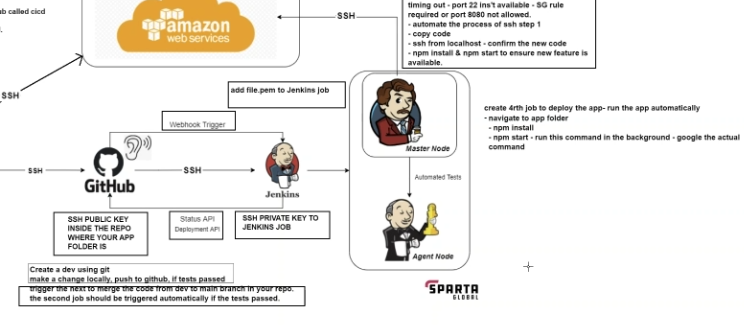 ub called cicd
SSH
amazon
web services
SSH
timing out - port 22 ins't available - SG rule
required or port 8080 not allowed.
- automate the process of ssh step 1
- copy code
- ssh from localhost - confirm the new code
- npm install & npm start to ensure new feature is
available.
add file.pem to Jenkins job
Webhook Trigger
SSH
GitHub
SSH
Jenkins
Master Node
Automated Tests
Agent Node
create 4rth job to deploy the app- run the app automatically
- navigate to app folder
- npm install
- npm start - run this command in the background - google the actual
command
SSH PUBLIC KEY
INSIDE THE REPO
WHERE YOUR APP
FOLDER IS
Status API
Deployment API
SSH PRIVATE KEY TO
JENKINS JOB
Create a dev using git
make a change locally, push to github, if tests passed
trigger the next to merge the code from dev to main branch in your repo.
the second job should be triggered automatically if the tests passed.
SPARTA
GLOBAL